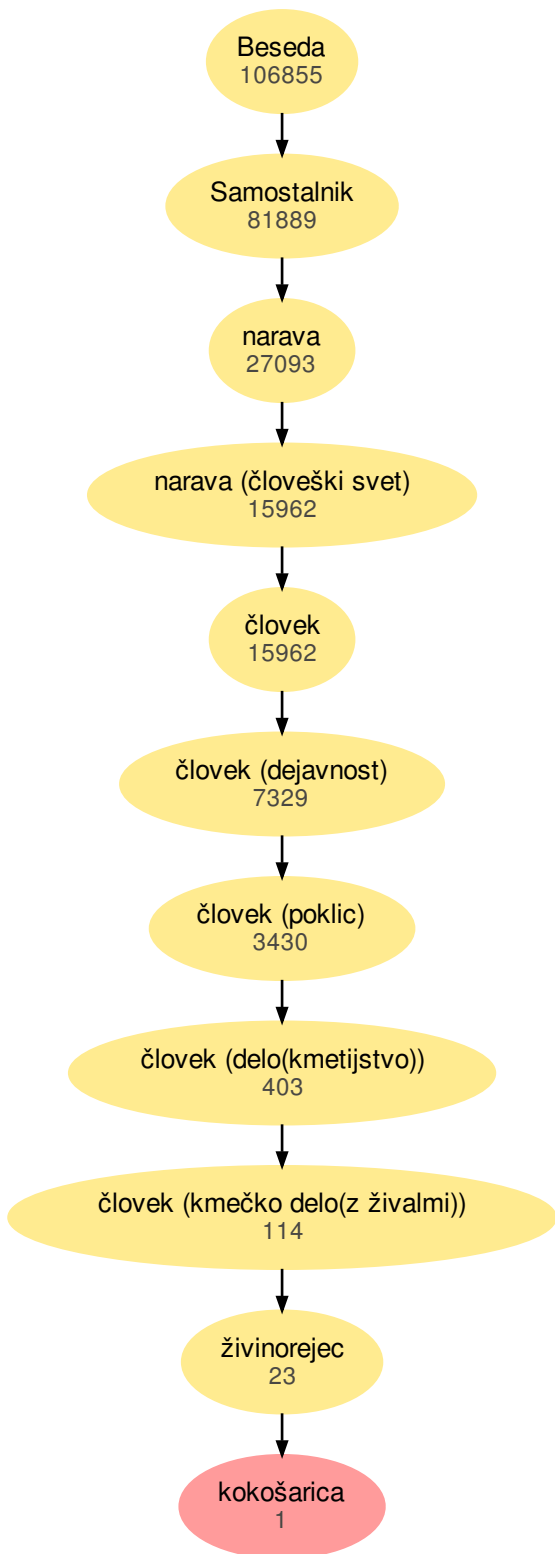 Beseda
106855
Samostalnik
81889
narava
27093
narava (človeški svet)
15962
človek
15962
človek (dejavnost)
7329
človek (poklic)
3430
človek (delo(kmetijstvo))
403
človek (kmečko delo(z živalmi))
114
živinorejec
23
kokošarica
1